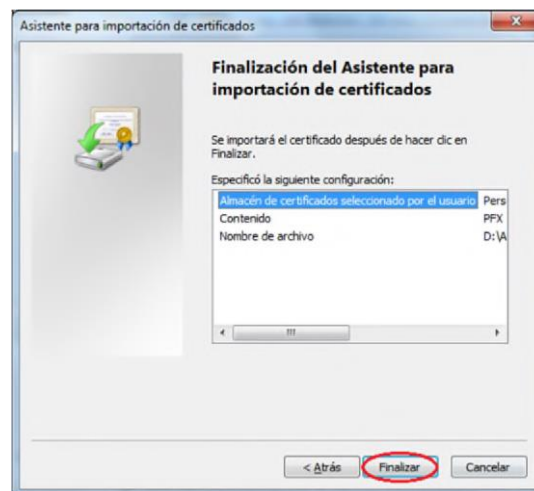 Asistente para importación de certificados
Finalización del Asistente para
importación de certificados
Se importará el certificado después de hacer clic en
Finalizar.
Especificó la siguiente configuración:
Almacén de certificados seleccionado por el usuario Pers
Contenido PFX
Nombre de archivo D:\A
< Atrás Finalizar Cancelar